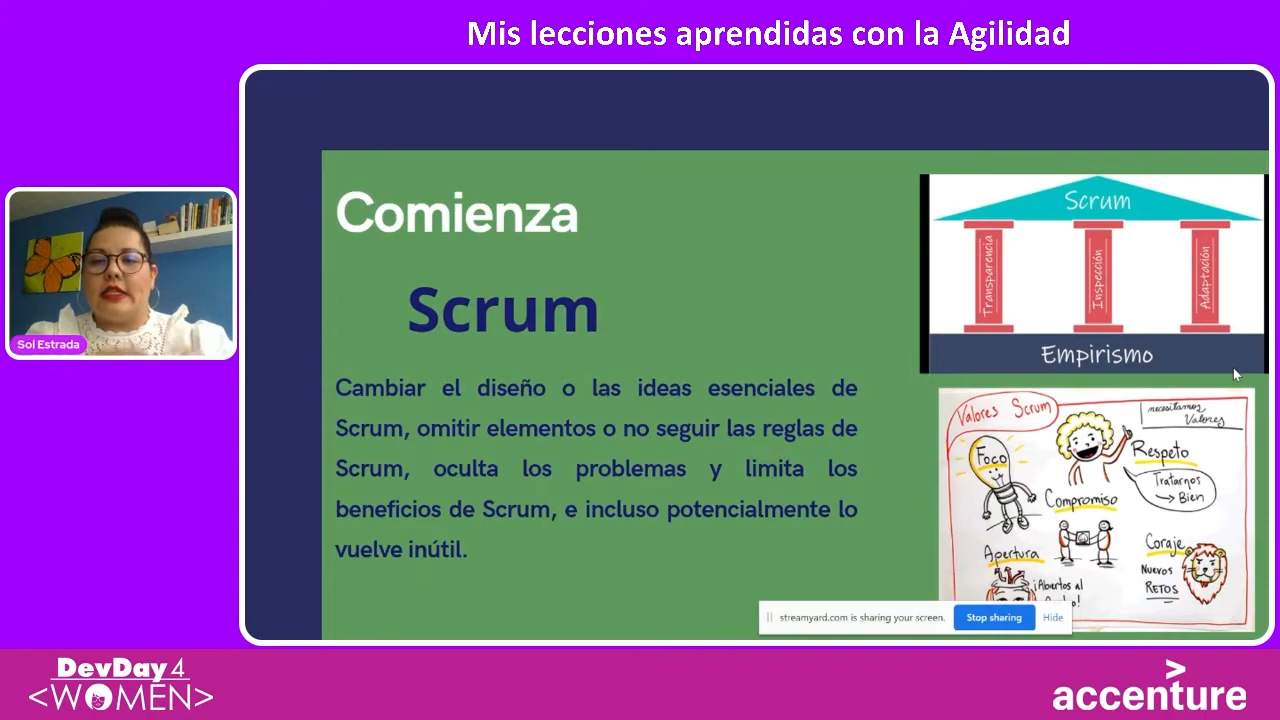 Mis lecciones aprendidas con la Agilidad
Sol Estrada
Comienza
Scrum
Cambiar el diseño o las ideas esenciales de
Scrum, omitir elementos o no seguir las reglas de
Scrum, oculta los problemas y limita los
beneficios de Scrum, e incluso potencialmente lo
vuelve inútil.
Scrum
Transparencia
Inspección
Adaptación
Empirismo
Valores Scrum
necesitamos
Valores
Foco
Respeto
Tratarnos
→ Bien
Compromiso
Apertura
¡Abiertos al
Coraje
Nuevos
RETOS
streamyard.com is sharing your screen.
Stop sharing
Hide
DevDay 4
<WOMEN>
>
accenture